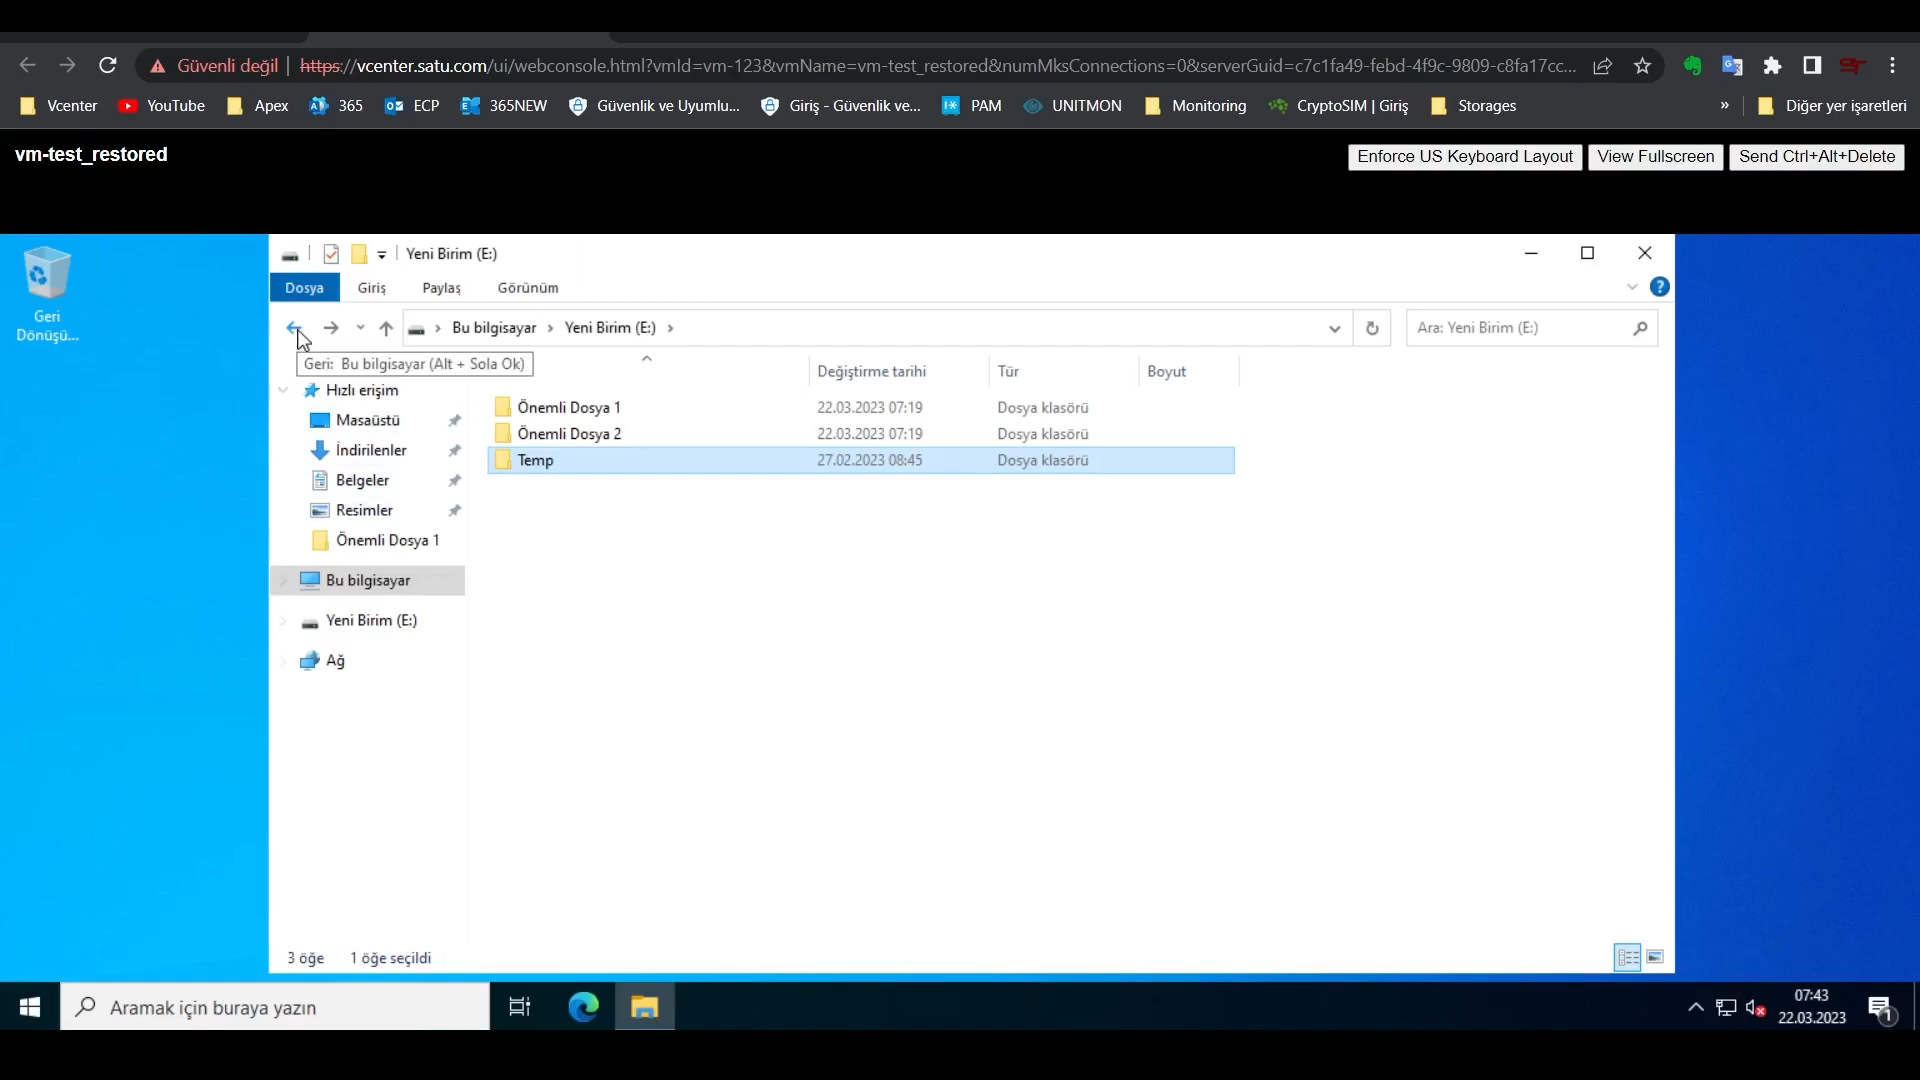 Güvenli değil
https://vcenter.satu.com/ui/webconsole.html?vmId=vm-123&vmName=vm-test_restored&numMksConnections=0&serverGuid=c7c1fa49-febd-4f9c-9809-c8fa17cc...
Vcenter YouTube Apex 365 ECP 365NEW Güvenlik ve Uyumlu... Giriş - Güvenlik ve... PAM UNITMON Monitoring CryptoSIM | Giriş Storages » Diğer yer işaretleri
vm-test_restored
Enforce US Keyboard Layout View Fullscreen Send Ctrl+Alt+Delete
Geri
Dönüşü...
Yeni Birim (E:)
Dosya Giriş Paylaş Görünüm
Bu bilgisayar › Yeni Birim (E:) ›
Ara: Yeni Birim (E:)
Geri: Bu bilgisayar (Alt + Sola Ok)
Değiştirme tarihi Tür Boyut
Hızlı erişim
Masaüstü
İndirilenler
Belgeler
Resimler
Önemli Dosya 1
Bu bilgisayar
Yeni Birim (E:)
Ağ
Önemli Dosya 1 22.03.2023 07:19 Dosya klasörü
Önemli Dosya 2 22.03.2023 07:19 Dosya klasörü
Temp 27.02.2023 08:45 Dosya klasörü
3 öğe 1 öğe seçildi
Aramak için buraya yazın
07:43
22.03.2023
1